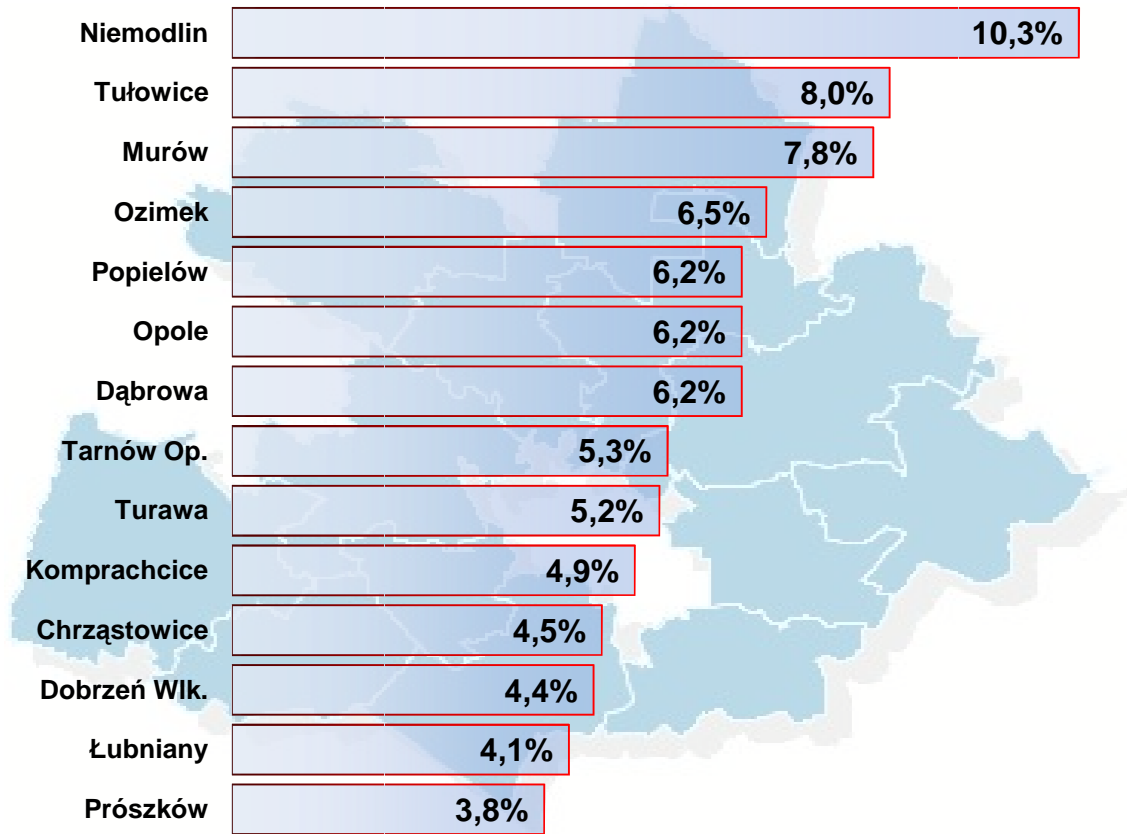 Niemodlin 10,3%
Tułowice 8,0%
Murów 7,8%
Ozimek 6,5%
Popielów 6,2%
Opole 6,2%
Dąbrowa 6,2%
Tarnów Op. 5,3%
Turawa 5,2%
Komprachcice 4,9%
Chrząstowice 4,5%
Dobrzeń Wlk. 4,4%
Łubniany 4,1%
Prószków 3,8%